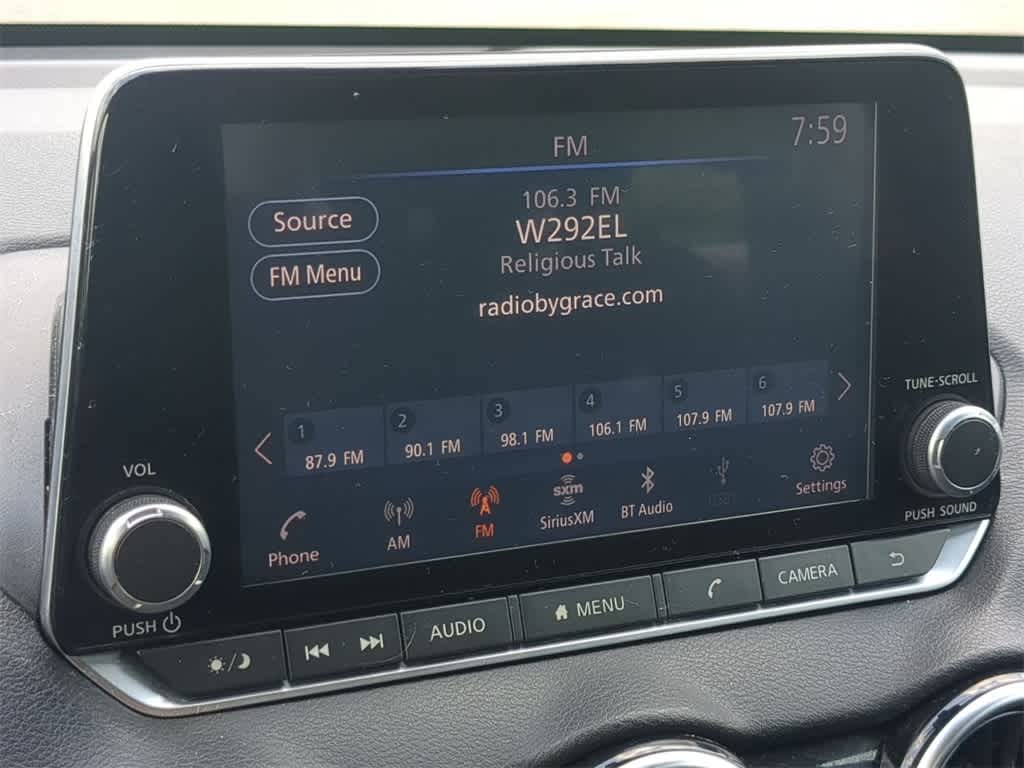 FM
7:59
Source
FM Menu
106.3 FM
W292EL
Religious Talk
radiobygrace.com
1
87.9 FM
2
90.1 FM
3
98.1 FM
4
106.1 FM
5
107.9 FM
6
107.9 FM
Phone
AM
FM
sxm
SiriusXM
BT Audio
Settings
VOL
PUSH
TUNE·SCROLL
PUSH SOUND
AUDIO
MENU
CAMERA